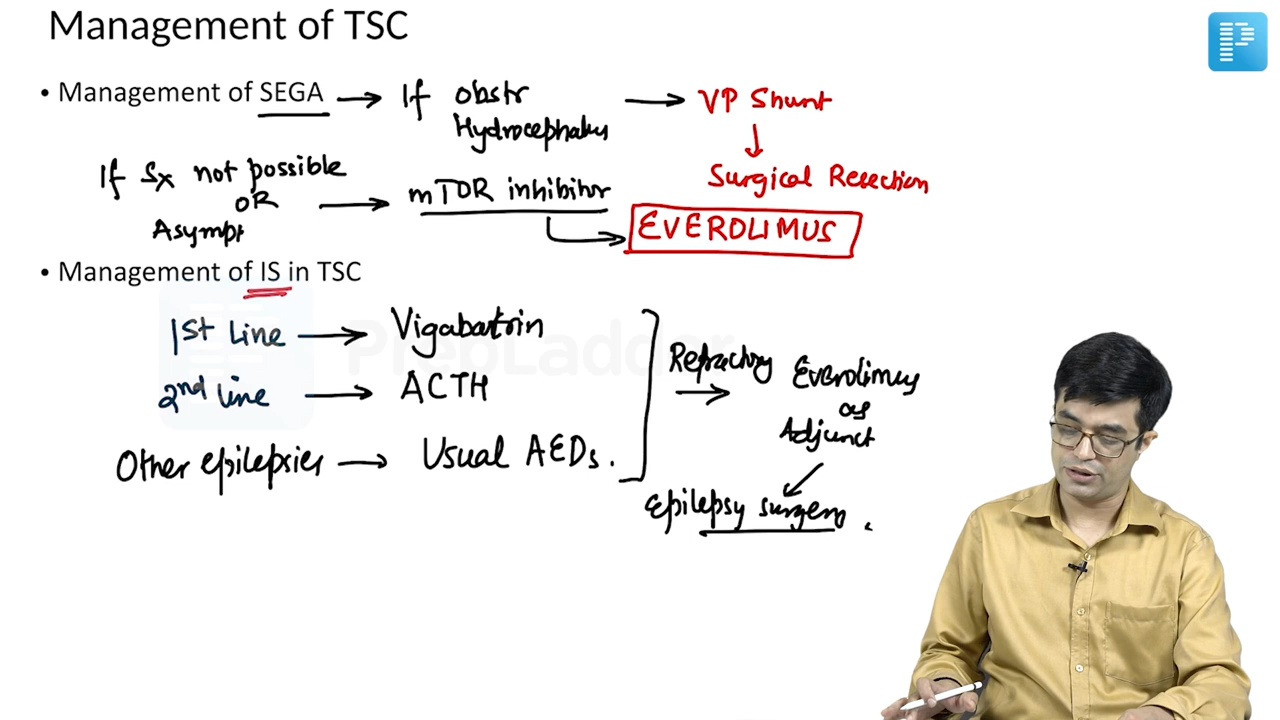 Management of TSC
• Management of SEGA → If obstr Hydrocephalus → VP Shunt
↓
Surgical Resection
If Sx not possible OR Asympt → mTOR inhibitor → EVEROLIMUS
• Management of IS in TSC
1st Line → Vigabatrin
2nd line → ACTH
Other epilepsies → Usual AEDs.
Refractory → Everolimus as Adjunct
Epilepsy surgery.
PrepLadder